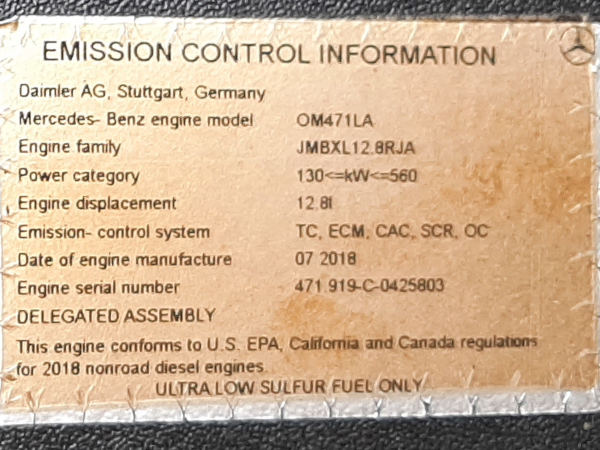 EMISSION CONTROL INFORMATION
Daimler AG, Stuttgart, Germany
Mercedes- Benz engine model OM471LA
Engine family JMBXL12.8RJA
Power category 130<=kW<=560
Engine displacement 12.8l
Emission- control system TC, ECM, CAC, SCR, OC
Date of engine manufacture 07 2018
Engine serial number 471 919-C-0425803
DELEGATED ASSEMBLY
This engine conforms to U.S. EPA, California and Canada regulations
for 2018 nonroad diesel engines.
ULTRA LOW SULFUR FUEL ONLY